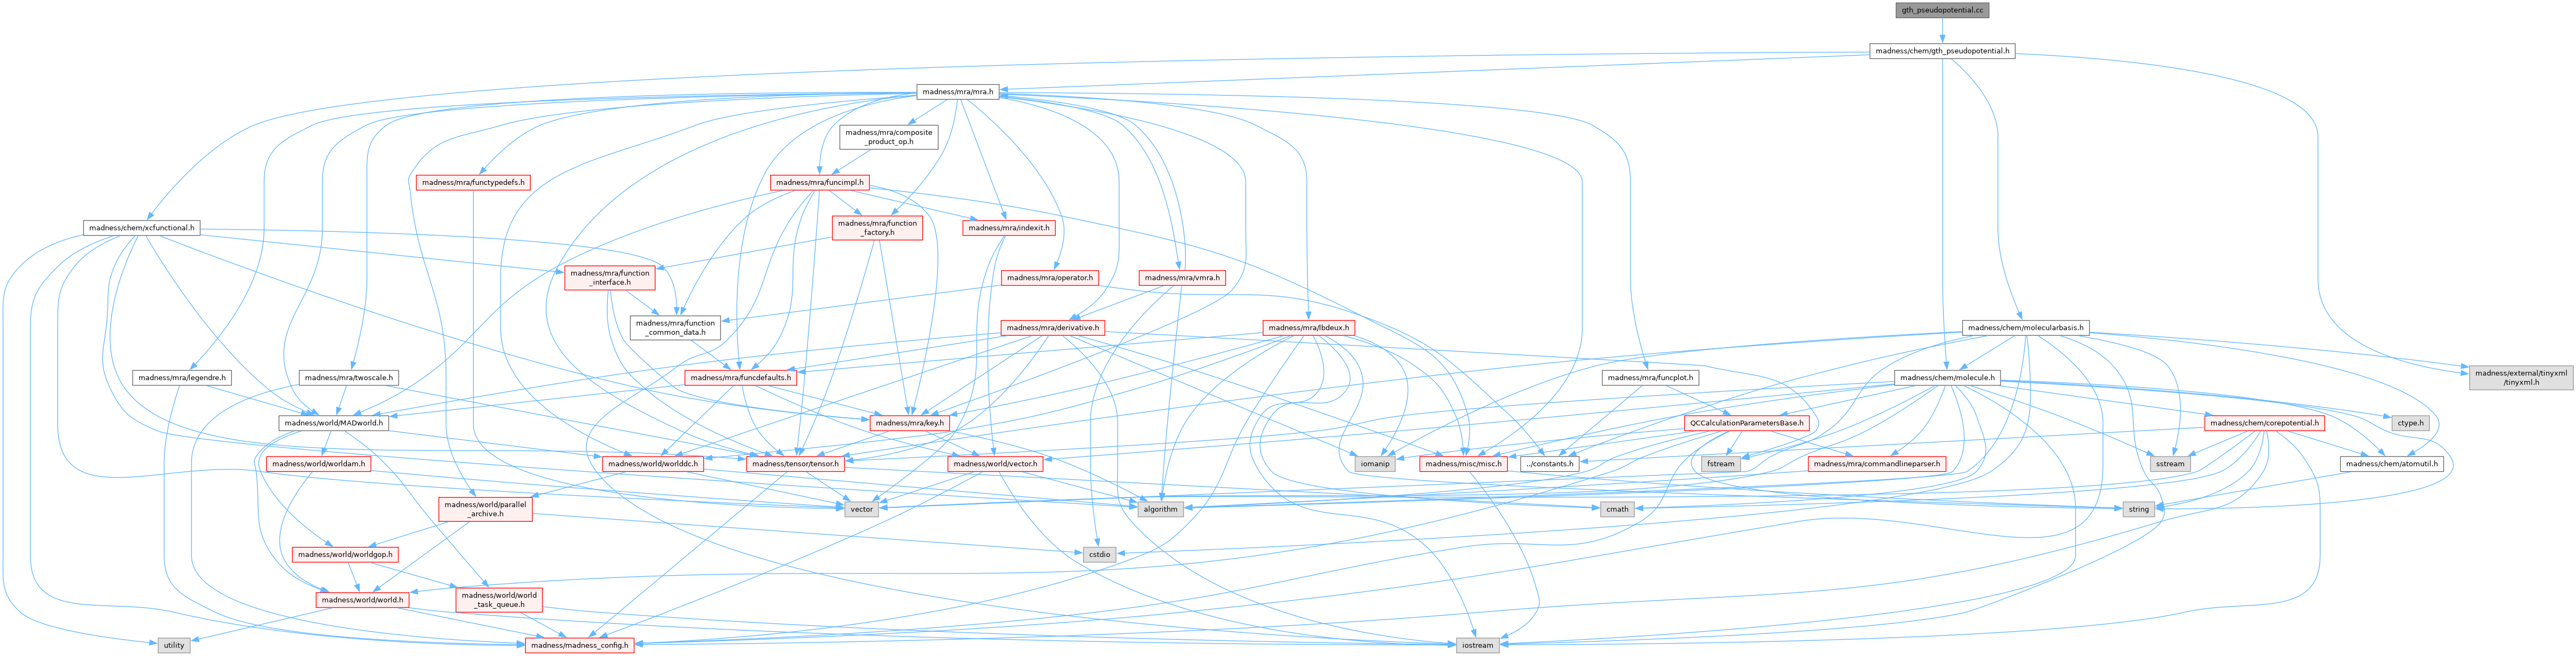 gth_pseudopotential.cc
madness/chem/gth_pseudopotential.h
madness/mra/mra.h
madness/mra/composite
_product_op.h
madness/mra/functypedefs.h
madness/mra/funcimpl.h
madness/chem/xcfunctional.h
madness/mra/function
_factory.h
madness/mra/indexit.h
madness/mra/function
_interface.h
madness/mra/operator.h
madness/mra/vmra.h
madness/mra/function
_common_data.h
madness/mra/derivative.h
madness/mra/lbdeux.h
madness/chem/molecularbasis.h
madness/mra/legendre.h
madness/mra/twoscale.h
madness/mra/funcdefaults.h
madness/mra/funcplot.h
madness/chem/molecule.h
madness/external/tinyxml
/tinyxml.h
madness/world/MADworld.h
madness/mra/key.h
QCCalculationParametersBase.h
madness/chem/corepotential.h
ctype.h
madness/world/worldam.h
madness/world/worlddc.h
madness/tensor/tensor.h
madness/world/vector.h
iomanip
madness/misc/misc.h
../constants.h
fstream
madness/mra/commandlineparser.h
sstream
madness/chem/atomutil.h
madness/world/parallel
_archive.h
vector
algorithm
cmath
string
madness/world/worldgop.h
cstdio
madness/world/world.h
madness/world/world
_task_queue.h
utility
madness/madness_config.h
iostream